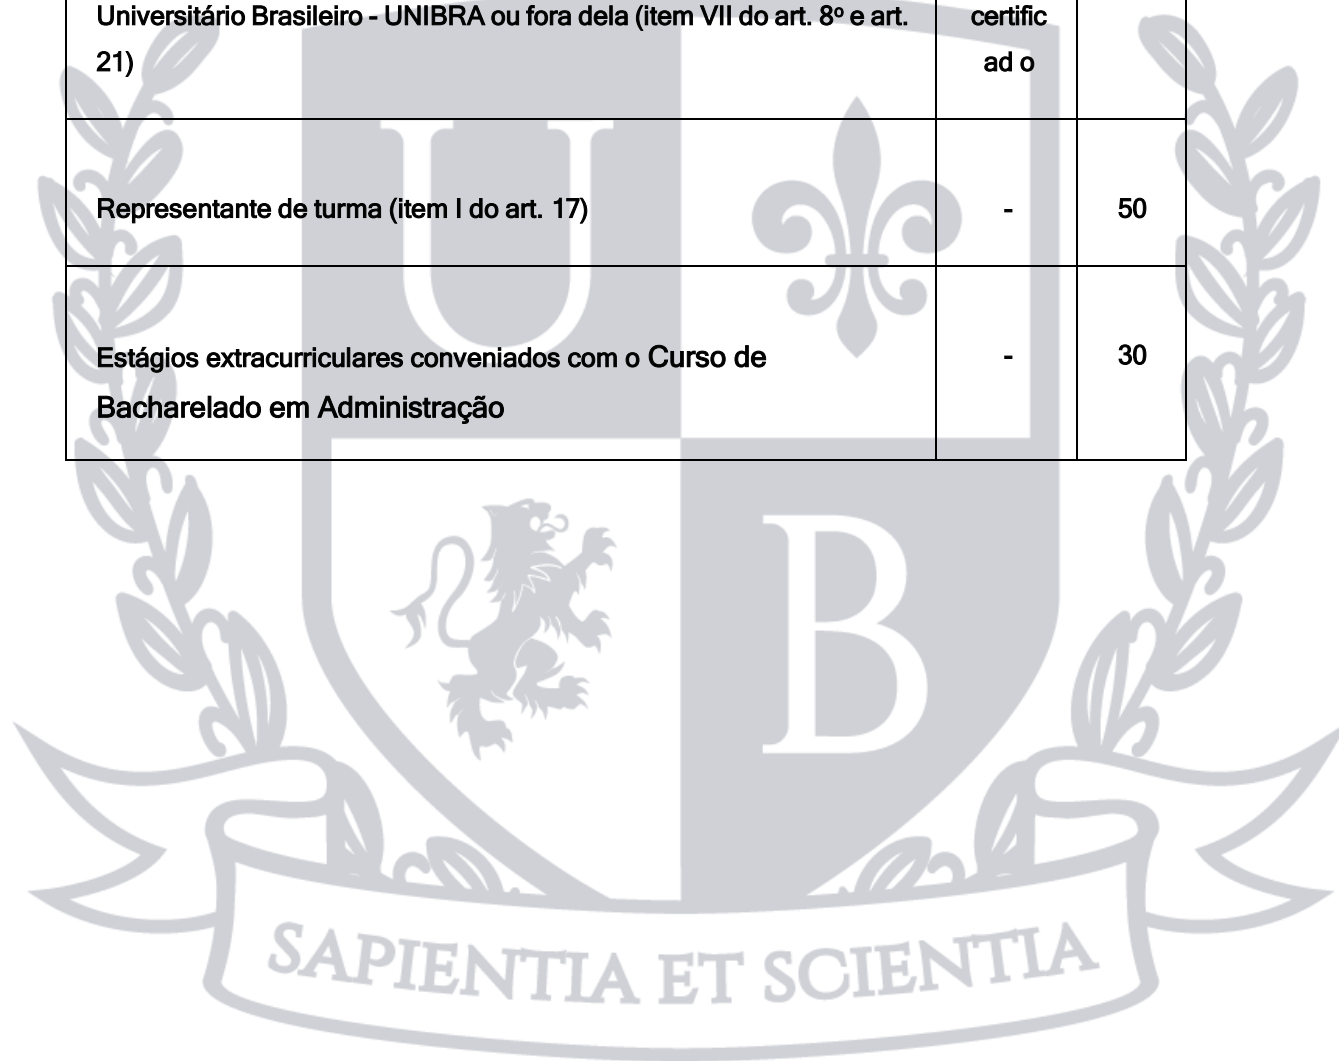 Universitário Brasileiro - UNIBRA ou fora dela (item VII do art. 8º e art. certific
21) ad o
Representante de turma (item I do art. 17) - 50
Estágios extracurriculares conveniados com o Curso de - 30
Bacharelado em Administração
U
B
SAPIENTIA ET SCIENTIA